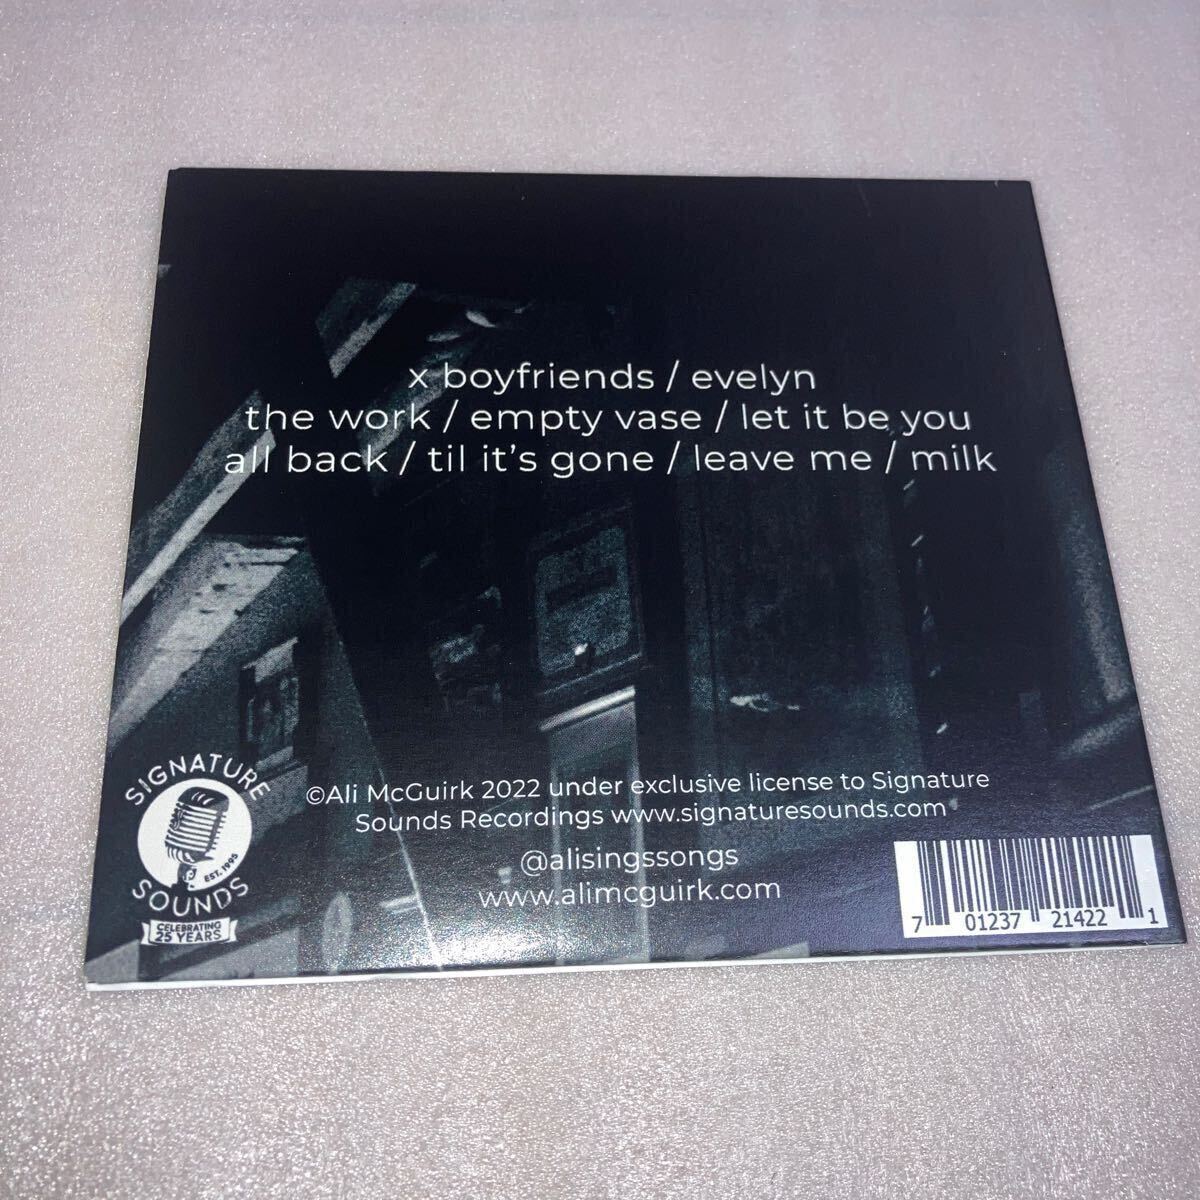 x boyfriends / evelyn
the work / empty vase / let it be you
all back / til it's gone / leave me / milk
SIGNATURE
EST. 1995
SOUNDS
CELEBRATING
25 YEARS
©Ali McGuirk 2022 under exclusive license to Signature
Sounds Recordings www.signaturesounds.com
@alisingssongs
www.alimcguirk.com
7 01237 21422 1